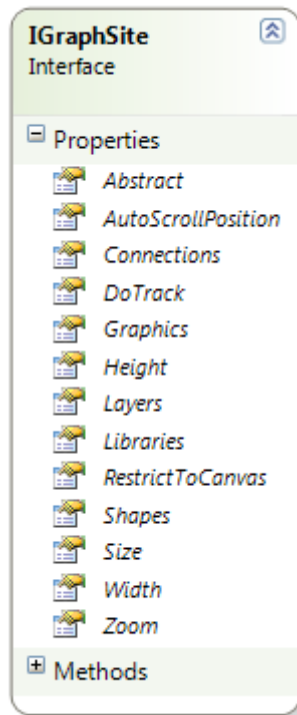 IGraphSite
Interface
Properties
Abstract
AutoScrollPosition
Connections
DoTrack
Graphics
Height
Layers
Libraries
RestrictToCanvas
Shapes
Size
Width
Zoom
Methods